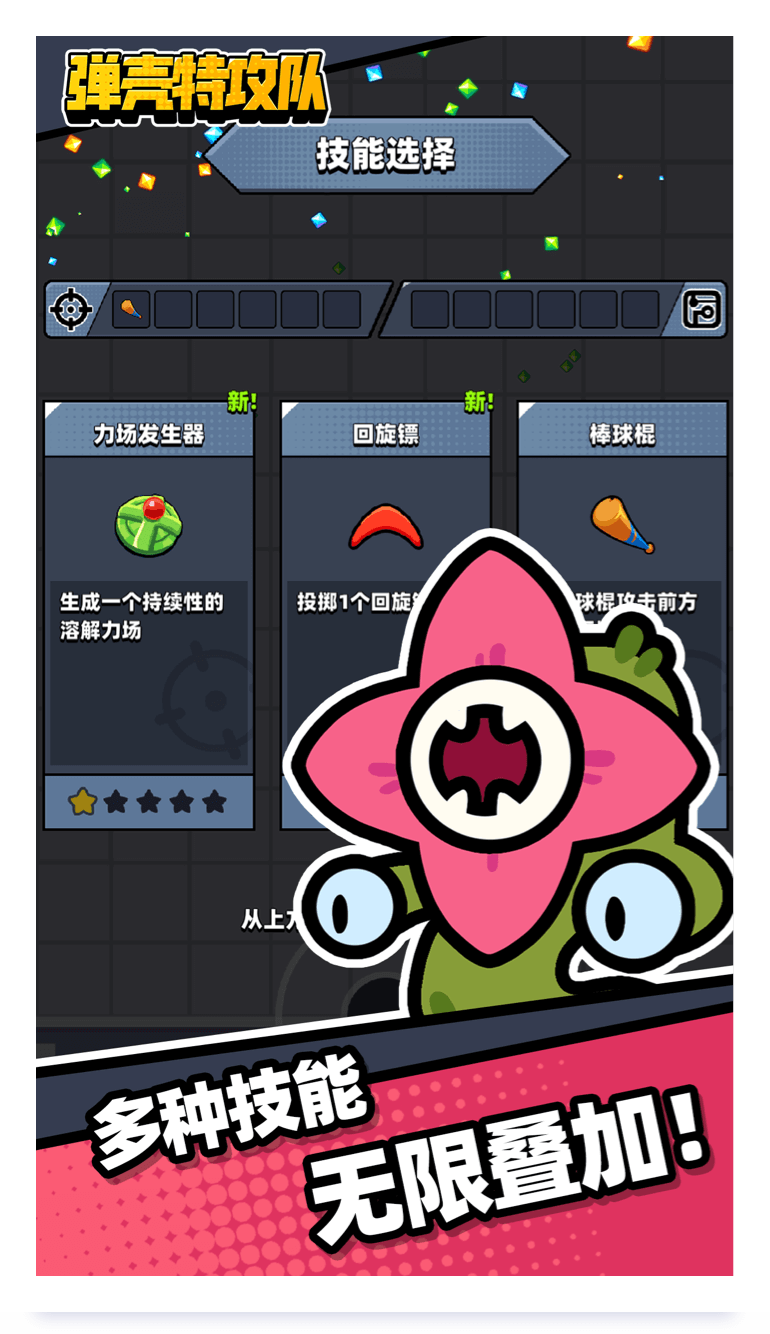 弹壳特攻队
技能选择
新!
新!
力场发生器
回旋镖
棒球棍
生成一个持续性的
溶解力场
投掷1个回旋
球棍攻击前方
从上
多种技能
无限叠加!